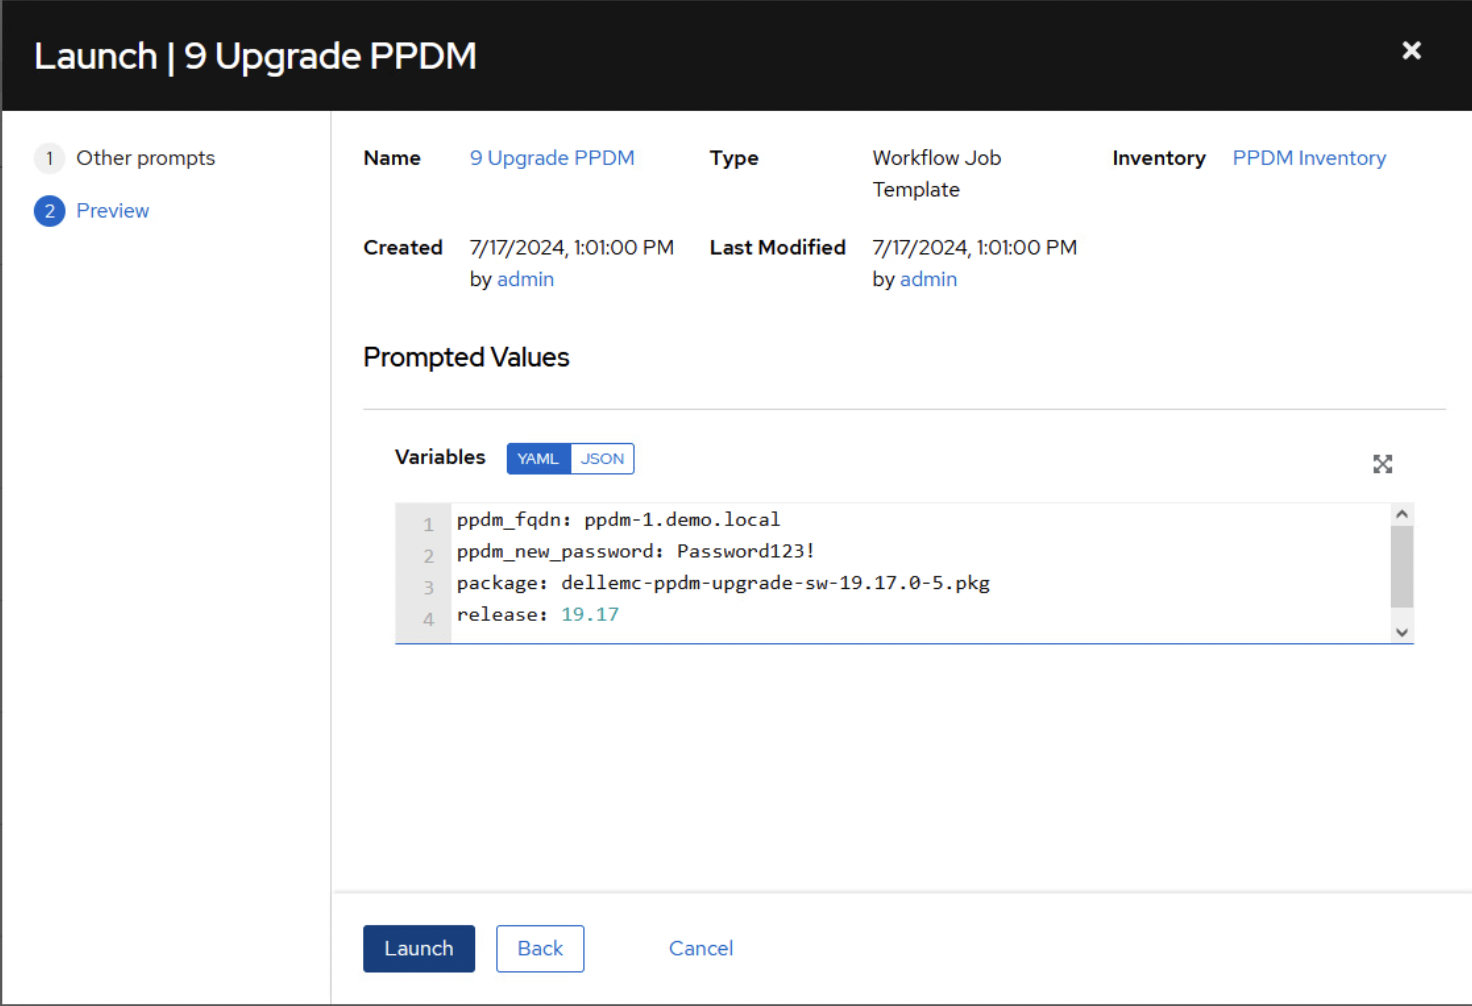 Launch | 9 Upgrade PPDM
1 Other prompts
2 Preview
Name 9 Upgrade PPDM Type Workflow Job Template Inventory PPDM Inventory
Created 7/17/2024, 1:01:00 PM by admin Last Modified 7/17/2024, 1:01:00 PM by admin
Prompted Values
Variables YAML JSON
1 ppdm_fqdn: ppdm-1.demo.local
2 ppdm_new_password: Password123!
3 package: dellemc-ppdm-upgrade-sw-19.17.0-5.pkg
4 release: 19.17
Launch Back Cancel